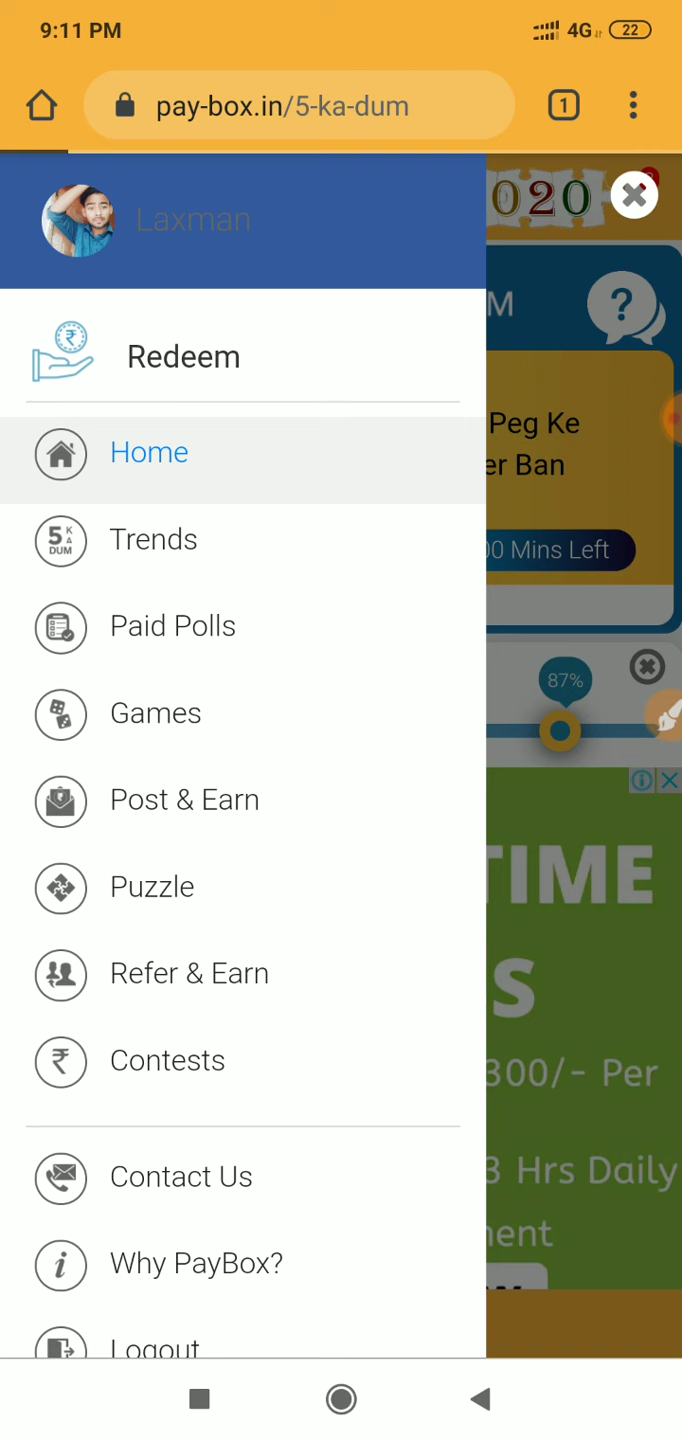 9:11 PM 4G 22
pay-box.in/5-ka-dum 1
Laxman
020
M ?
Redeem
Peg Ke
er Ban
Home
5 K A DUM Trends
00 Mins Left
Paid Polls
87%
Games
Post & Earn
TIME
Puzzle
S
Refer & Earn
Contests
300/- Per
Contact Us
3 Hrs Daily
ent
Why PayBox?
Logout